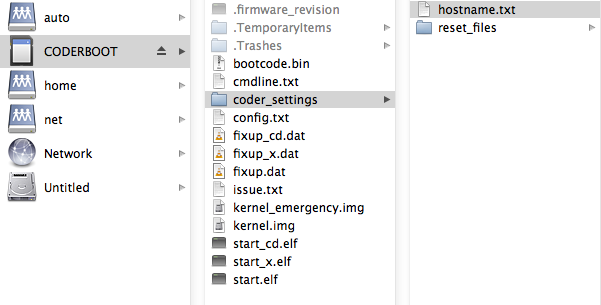 auto
CODERBOOT
home
net
Network
Untitled
.firmware_revision
.TemporaryItems
.Trashes
bootcode.bin
cmdline.txt
coder_settings
config.txt
fixup_cd.dat
fixup_x.dat
fixup.dat
issue.txt
kernel_emergency.img
kernel.img
start_cd.elf
start_x.elf
start.elf
hostname.txt
reset_files